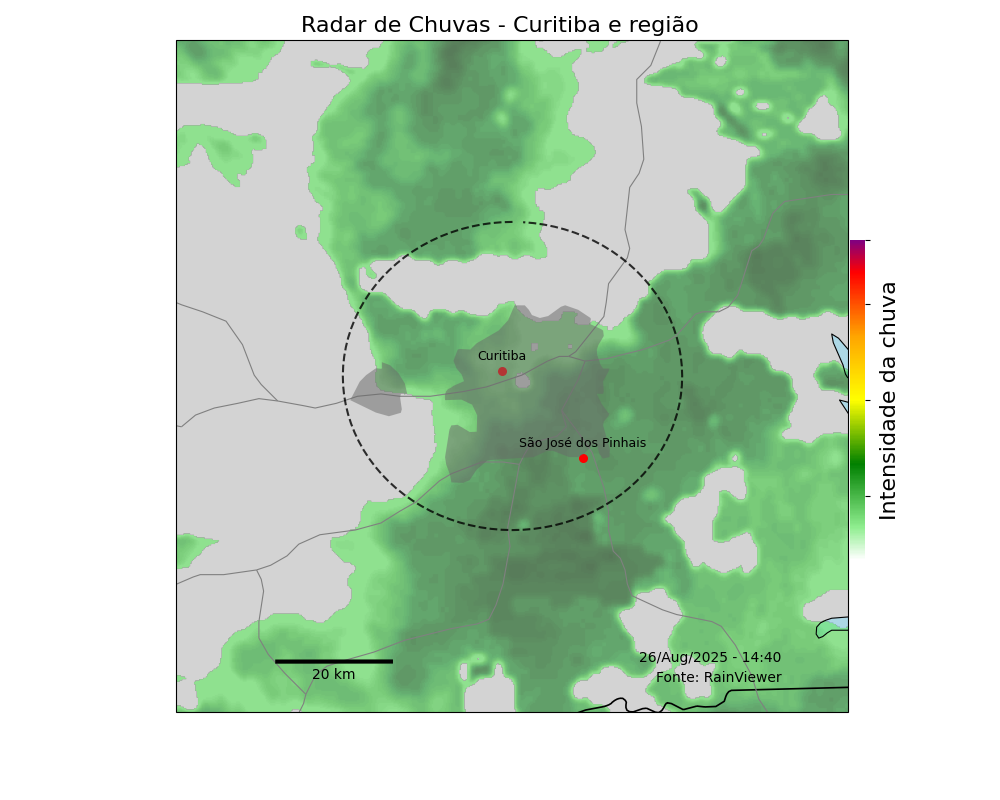 Radar de Chuvas - Curitiba e região
Curitiba
São José dos Pinhais
Intensidade da chuva
26/Aug/2025 - 14:40
20 km
Fonte: RainViewer